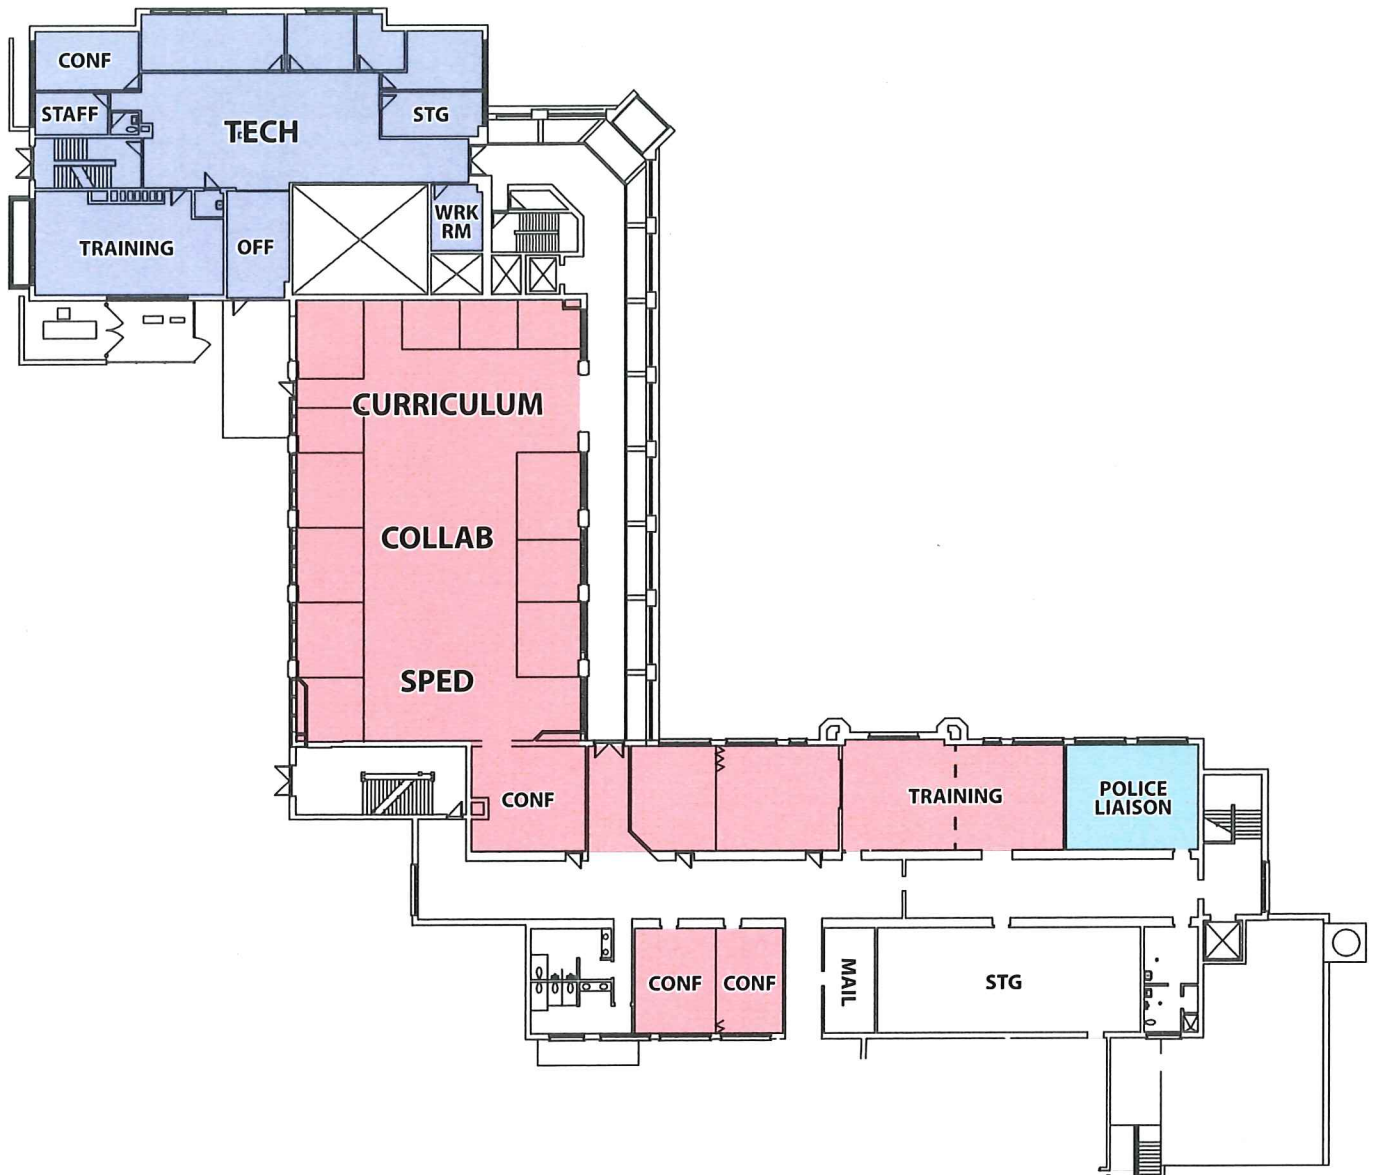 CONF
STAFF
TECH
STG
TRAINING
OFF
WRK
RM
CURRICULUM
COLLAB
SPED
CONF
TRAINING
POLICE
LIAISON
CONF
CONF
MAIL
STG